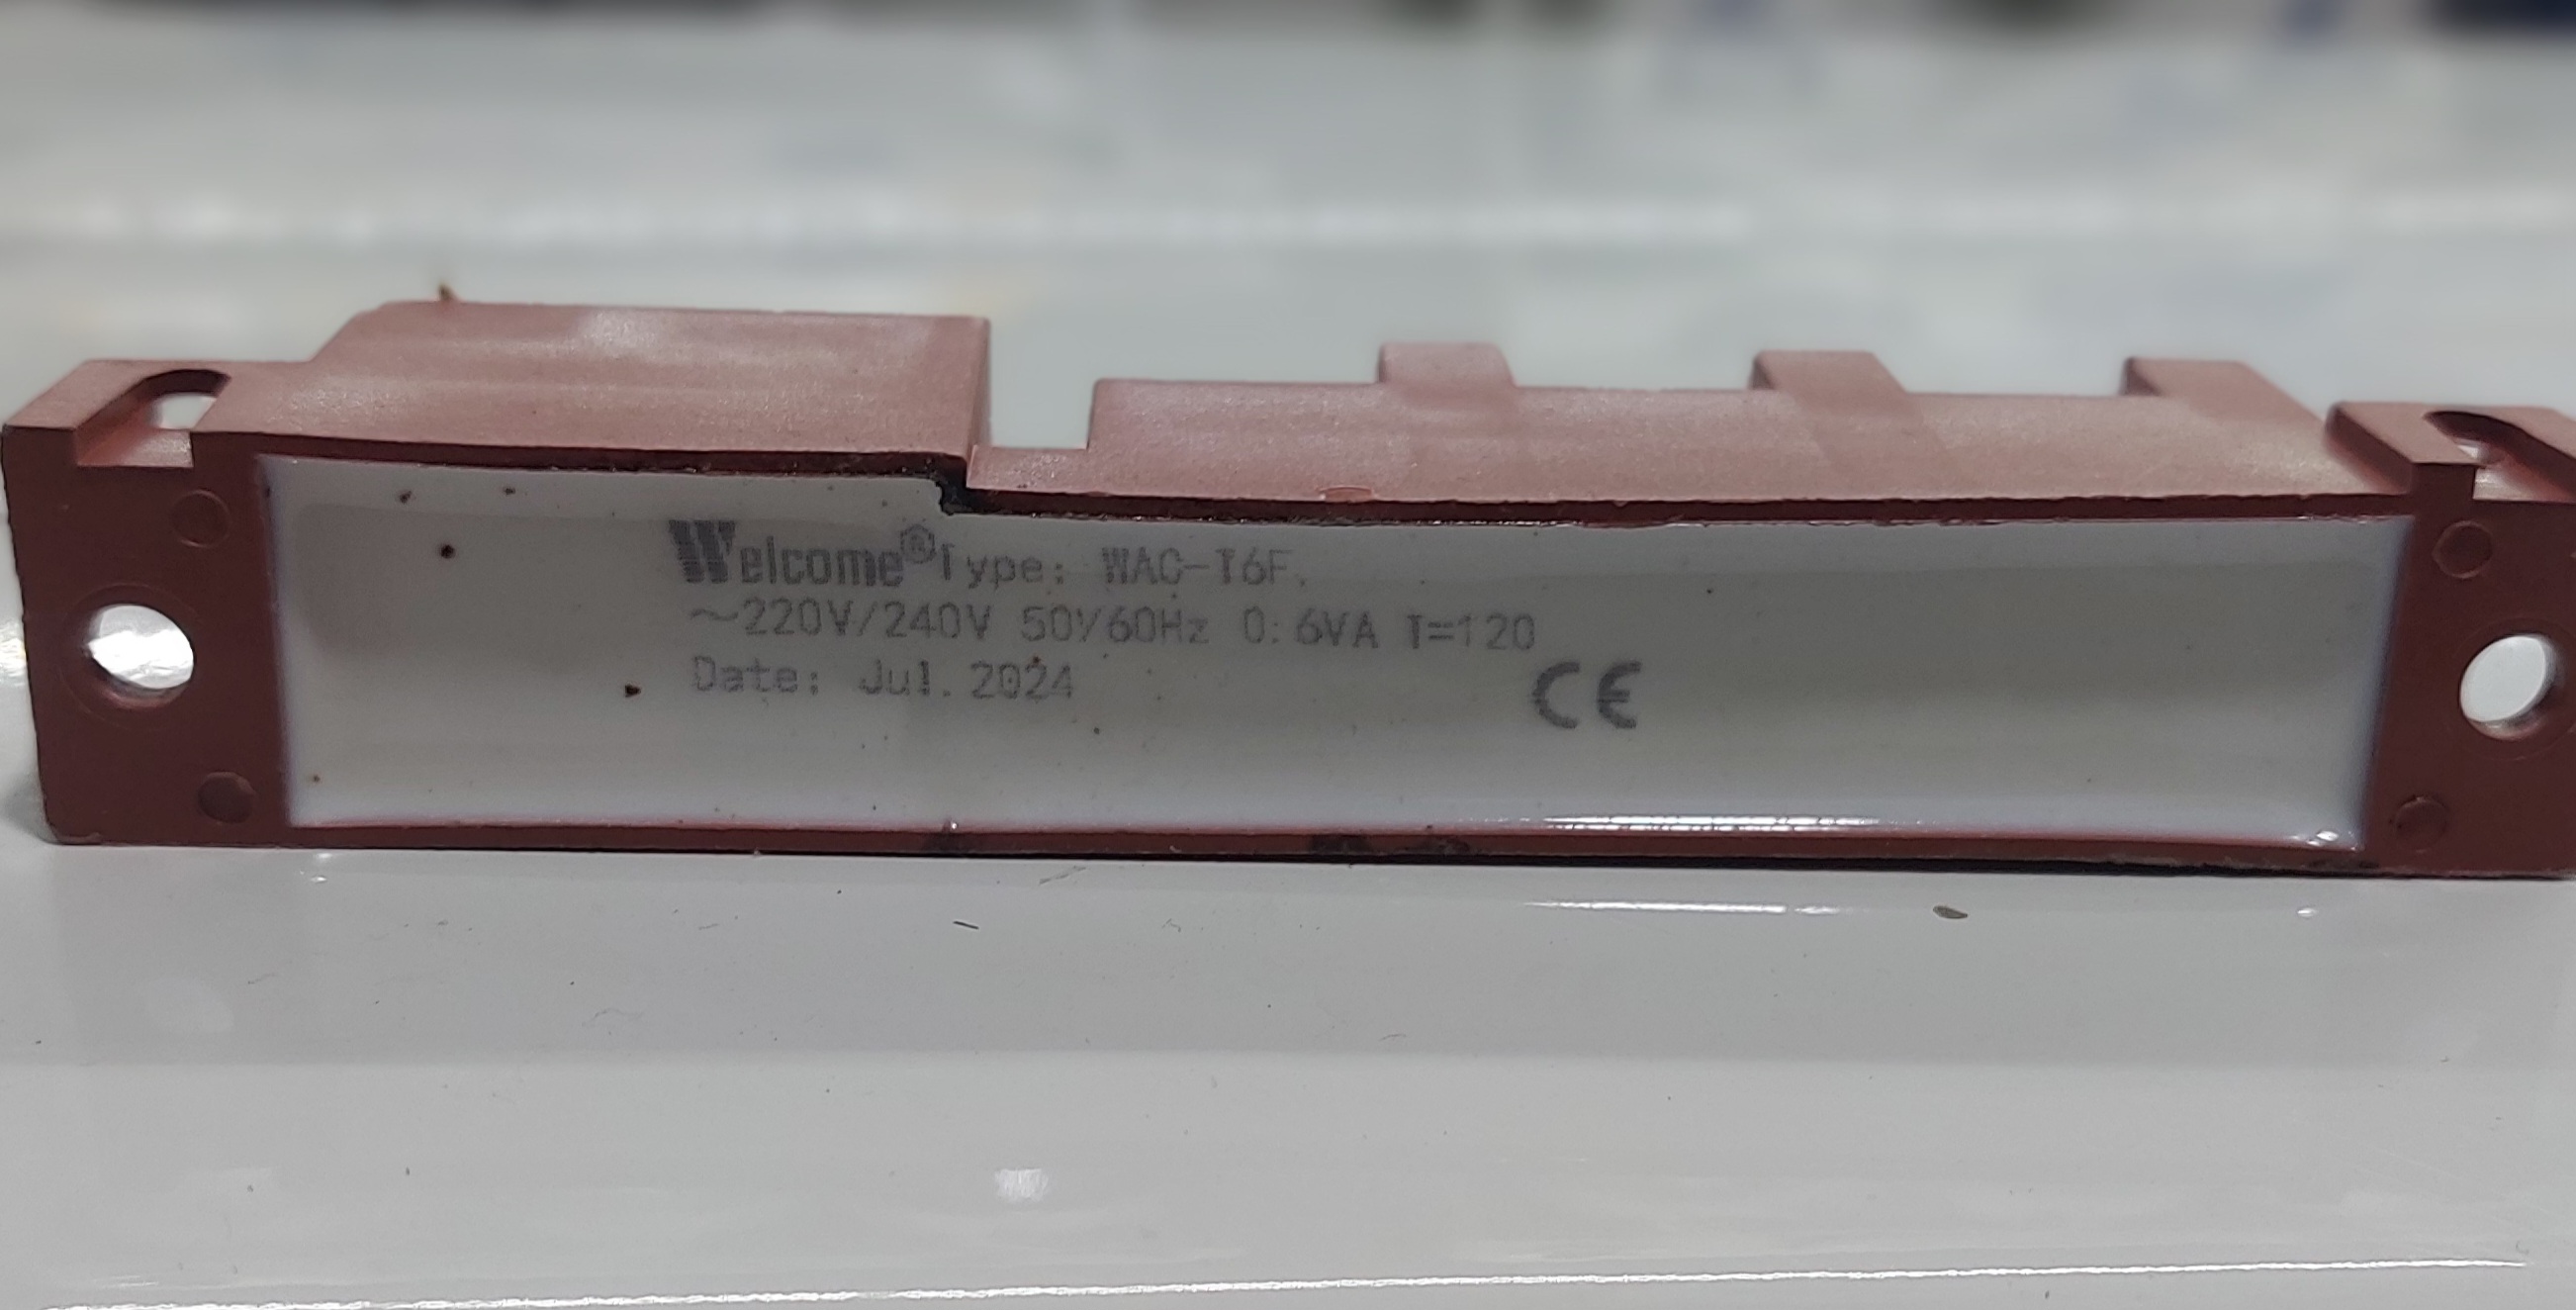 Welcome® Type: WAC-T6F.
~220V/240V 50/60Hz 0.6VA T=120
Date: Jul.2024
CE